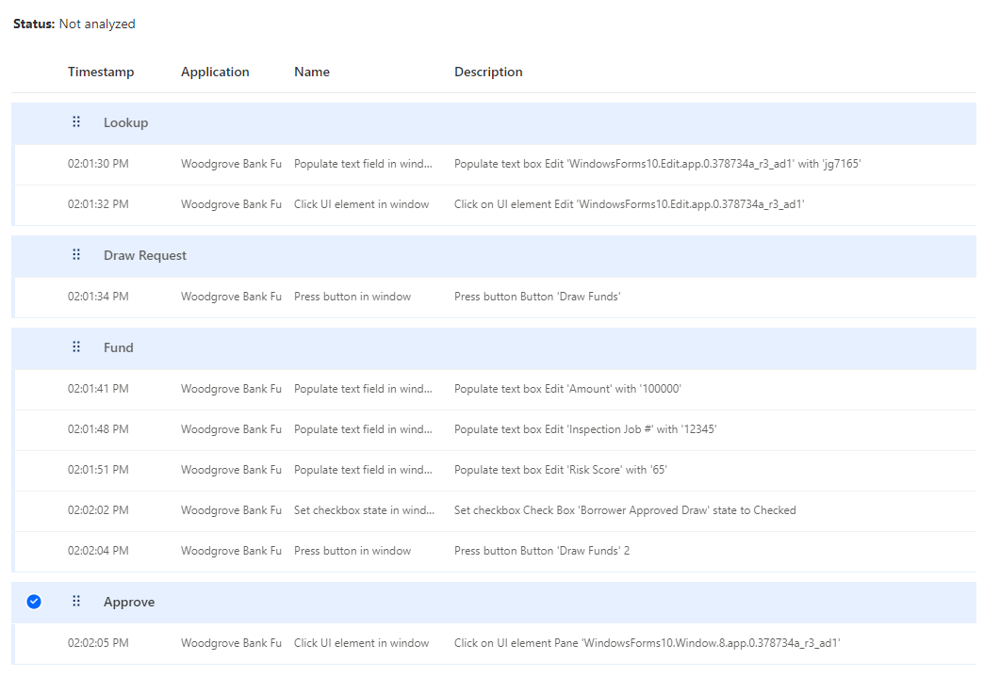 Status: Not analyzed
Timestamp Application Name Description
Lookup
02:01:30 PM Woodgrove Bank Fu Populate text field in wind... Populate text box Edit 'WindowsForms10.Edit.app.0.378734a_r3_ad1' with 'jg7165'
02:01:32 PM Woodgrove Bank Fu Click UI element in window Click on UI element Edit 'WindowsForms10.Edit.app.0.378734a_r3_ad1'
Draw Request
02:01:34 PM Woodgrove Bank Fu Press button in window Press button Button 'Draw Funds'
Fund
02:01:41 PM Woodgrove Bank Fu Populate text field in wind... Populate text box Edit 'Amount' with '100000'
02:01:48 PM Woodgrove Bank Fu Populate text field in wind... Populate text box Edit 'Inspection Job #' with '12345'
02:01:51 PM Woodgrove Bank Fu Populate text field in wind... Populate text box Edit 'Risk Score' with '65'
02:02:02 PM Woodgrove Bank Fu Set checkbox state in wind... Set checkbox Check Box 'Borrower Approved Draw' state to Checked
02:02:04 PM Woodgrove Bank Fu Press button in window Press button Button 'Draw Funds' 2
Approve
02:02:05 PM Woodgrove Bank Fu Click UI element in window Click on UI element Pane 'WindowsForms10.Window.8.app.0.378734a_r3_ad1'